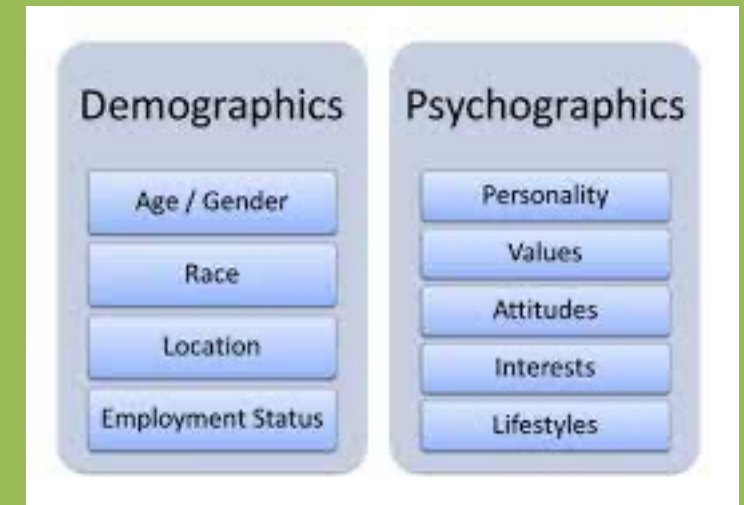 Demographics
Age / Gender
Race
Location
Employment Status
Psychographics
Personality
Values
Attitudes
Interests
Lifestyles